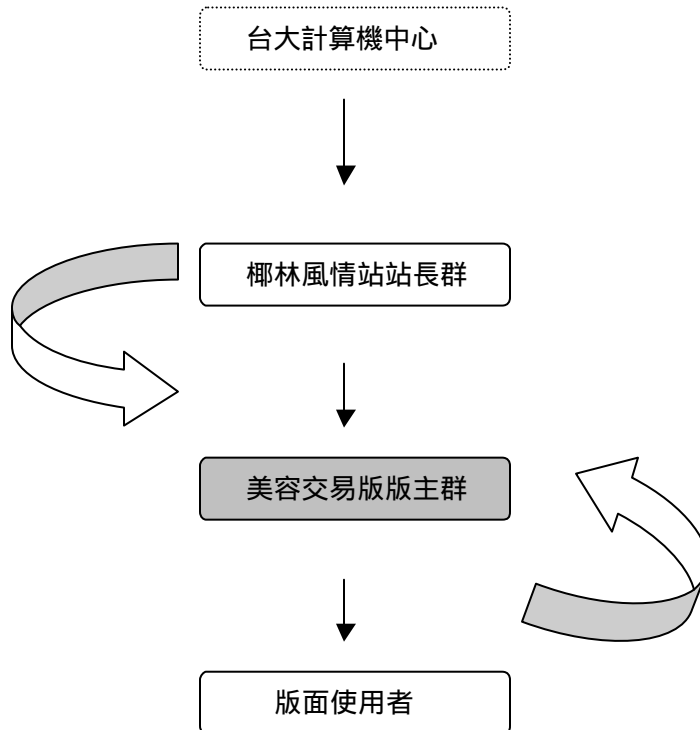 台大計算機中心
椰林風情站站長群
美容交易版版主群
版面使用者